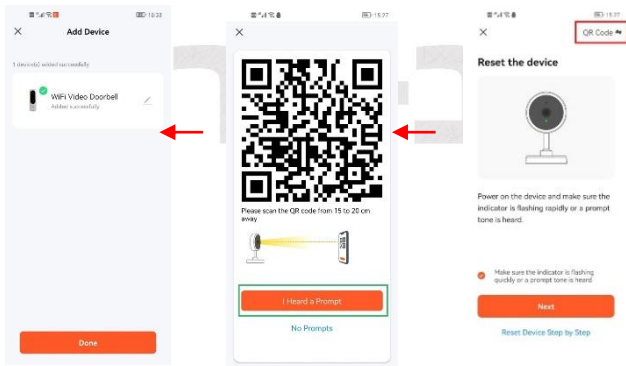 Add Device
1 device(s) added successfully
WiFi Video Doorbell
Added successfully
Done
15:27
Please scan the QR code from 15 to 20 cm
away
I Heard a Prompt
No Prompts
15:27
QR Code
Reset the device
Power on the device and make sure the
indicator is flashing rapidly or a prompt
tone is heard.
Make sure the indicator is flashing
quickly or a prompt tone is heard
Next
Reset Device Step by Step